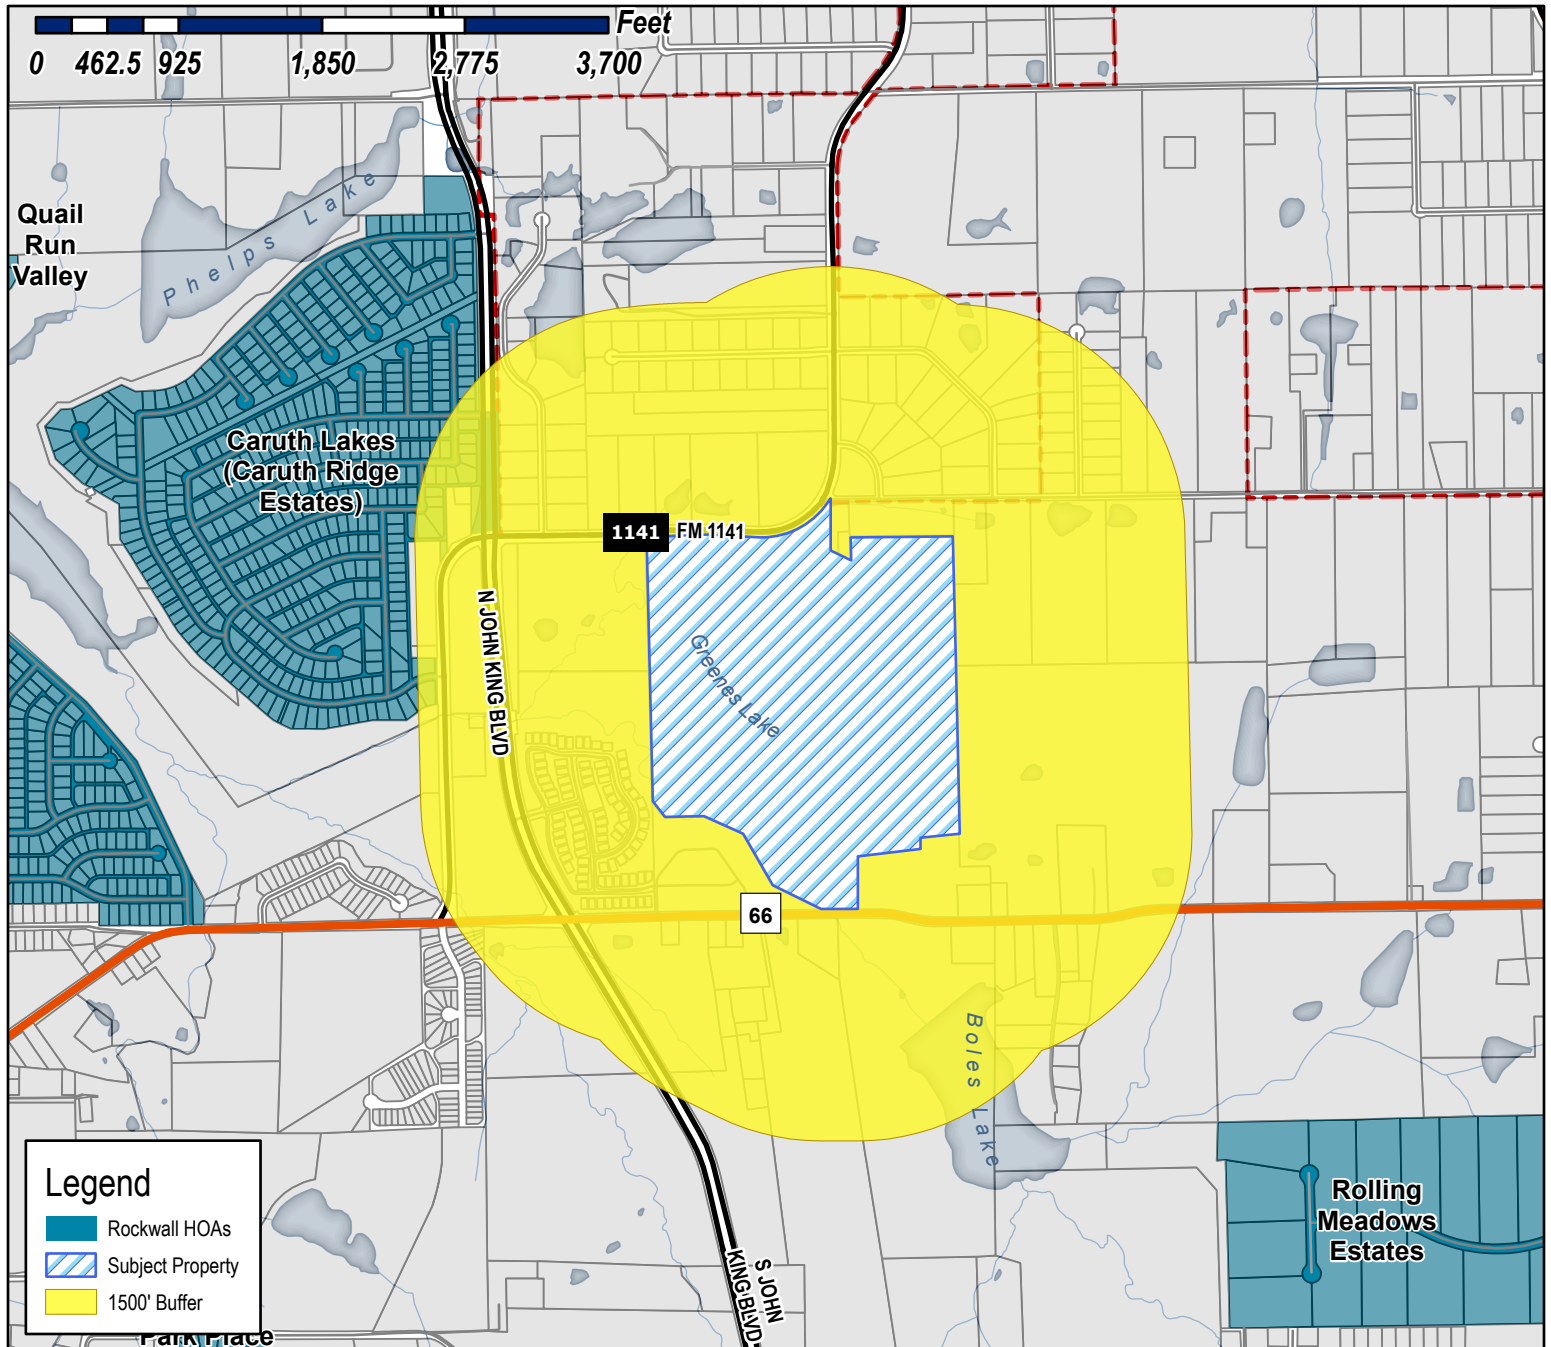 Feet
0 462.5 925 1,850 2,775 3,700
Phelps Lake
Quail
Run
Valley
Caruth Lakes
(Caruth Ridge
Estates)
1141 FM 1141
N JOHN KING BLVD
Greenes Lake
66
Boles Lake
Rolling
Meadows
Estates
S JOHN
KING BLVD
Legend
Rockwall HOAs
Subject Property
1500' Buffer
Park Place